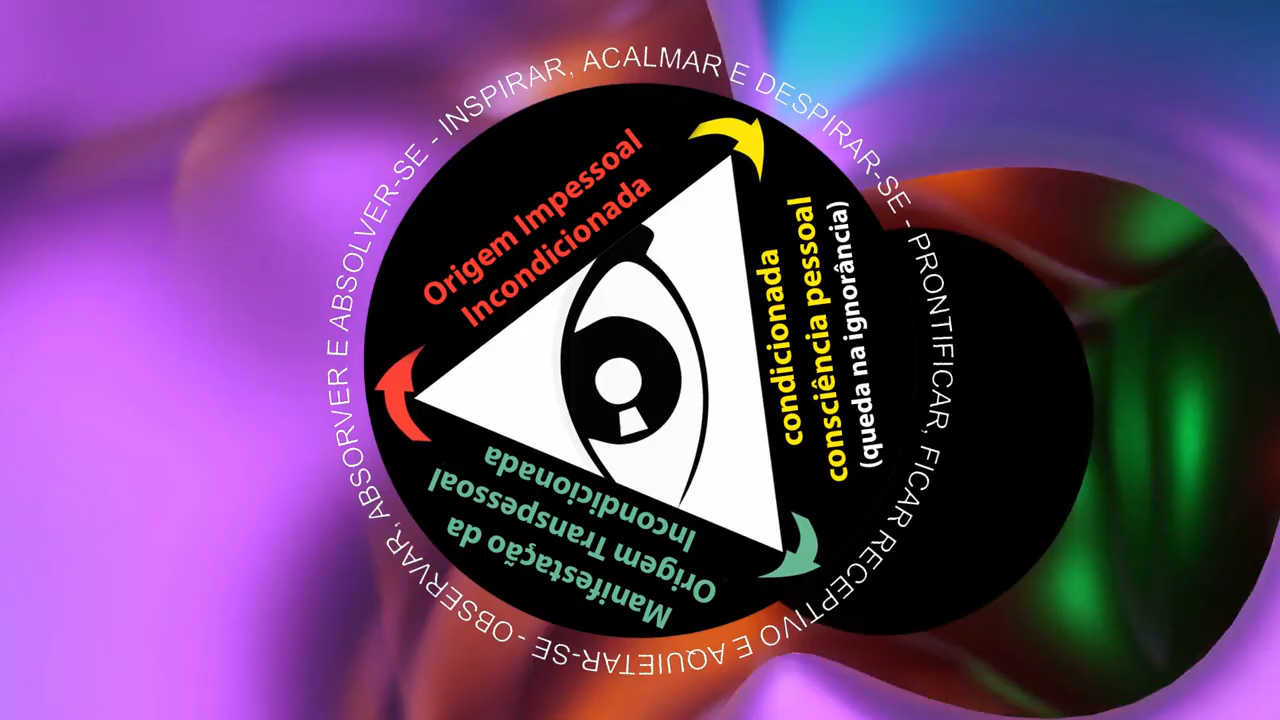 INSPIRAR, ACALMAR E DESPIRAR-SE - PRONTIFICAR, FICAR RECEPTIVO E AQUIETAR-SE - OBSERVAR, ABSORVER E ABSOLVER-SE -
Origem Impessoal
Incondicionada
condicionada
consciência pessoal
(queda na ignorância)
Manifestação da
Origem Transpessoal
Incondicionada